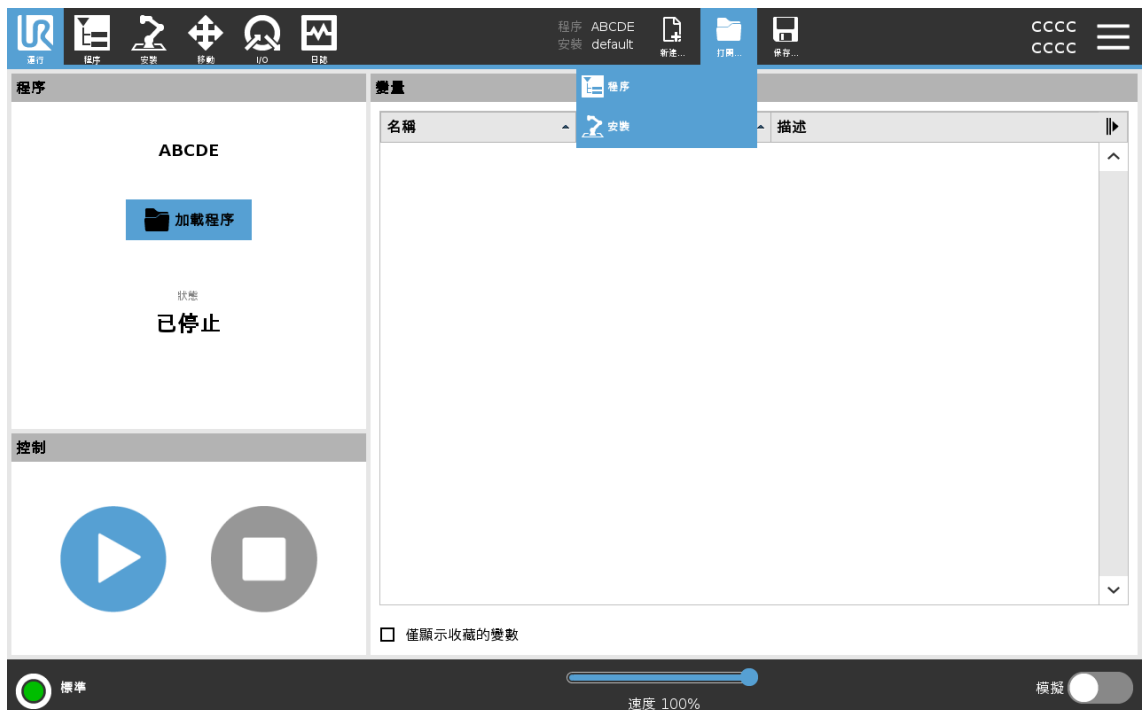 UR
運行
程序
安裝
移動
I/O
日誌
程序 ABCDE
安裝 default
新建...
打開...
保存...
CCCC
CCCC
程序
安裝
程序
ABCDE
加載程序
狀態
已停止
控制
變量
名稱
描述
僅顯示收藏的變數
標準
速度 100%
模擬